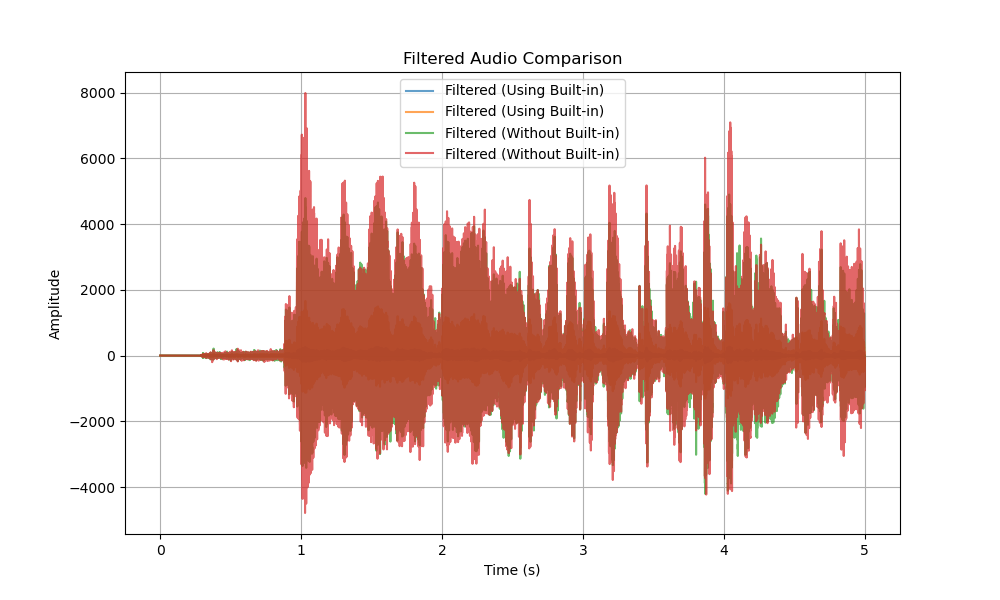 Filtered Audio Comparison
Filtered (Using Built-in)
Filtered (Using Built-in)
Filtered (Without Built-in)
Filtered (Without Built-in)
8000
6000
4000
2000
0
−2000
−4000
Amplitude
0 1 2 3 4 5
Time (s)